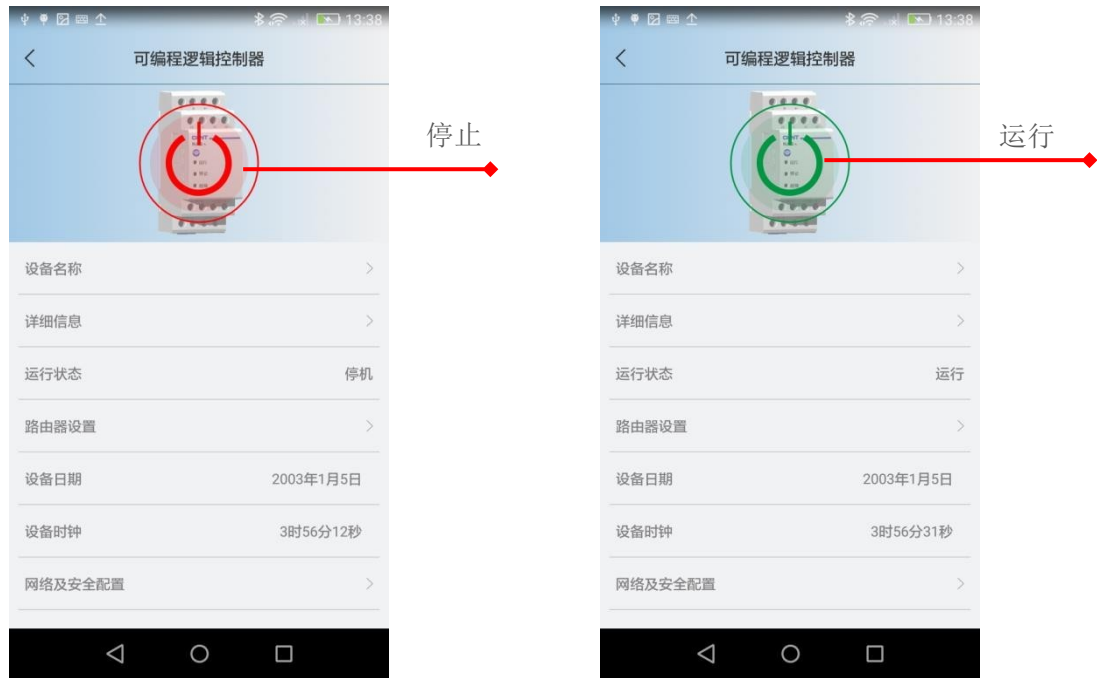 13:38
可编程逻辑控制器
CHNT
停止
设备名称
详细信息
运行状态 停机
路由器设置
设备日期 2003年1月5日
设备时钟 3时56分12秒
网络及安全配置
13:38
可编程逻辑控制器
CHNT
运行
设备名称
详细信息
运行状态 运行
路由器设置
设备日期 2003年1月5日
设备时钟 3时56分31秒
网络及安全配置